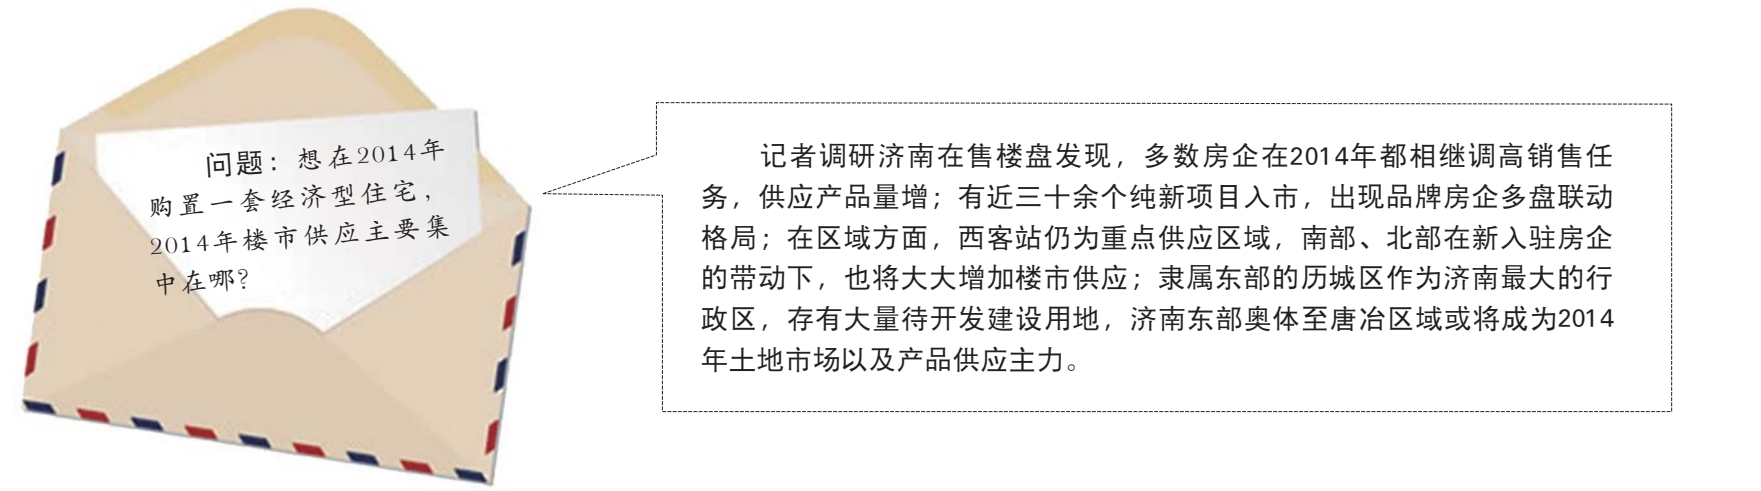 问题：想在2014年
购置一套经济型住宅，
2014年楼市供应主要集
中在哪？
记者调研济南在售楼盘发现，多数房企在2014年都相继调高销售任
务，供应产品量增；有近三十余个纯新项目入市，出现品牌房企多盘联动
格局；在区域方面，西客站仍为重点供应区域，南部、北部在新入驻房企
的带动下，也将大大增加楼市供应；隶属东部的历城区作为济南最大的行
政区，存有大量待开发建设用地，济南东部奥体至唐冶区域或将成为2014
年土地市场以及产品供应主力。